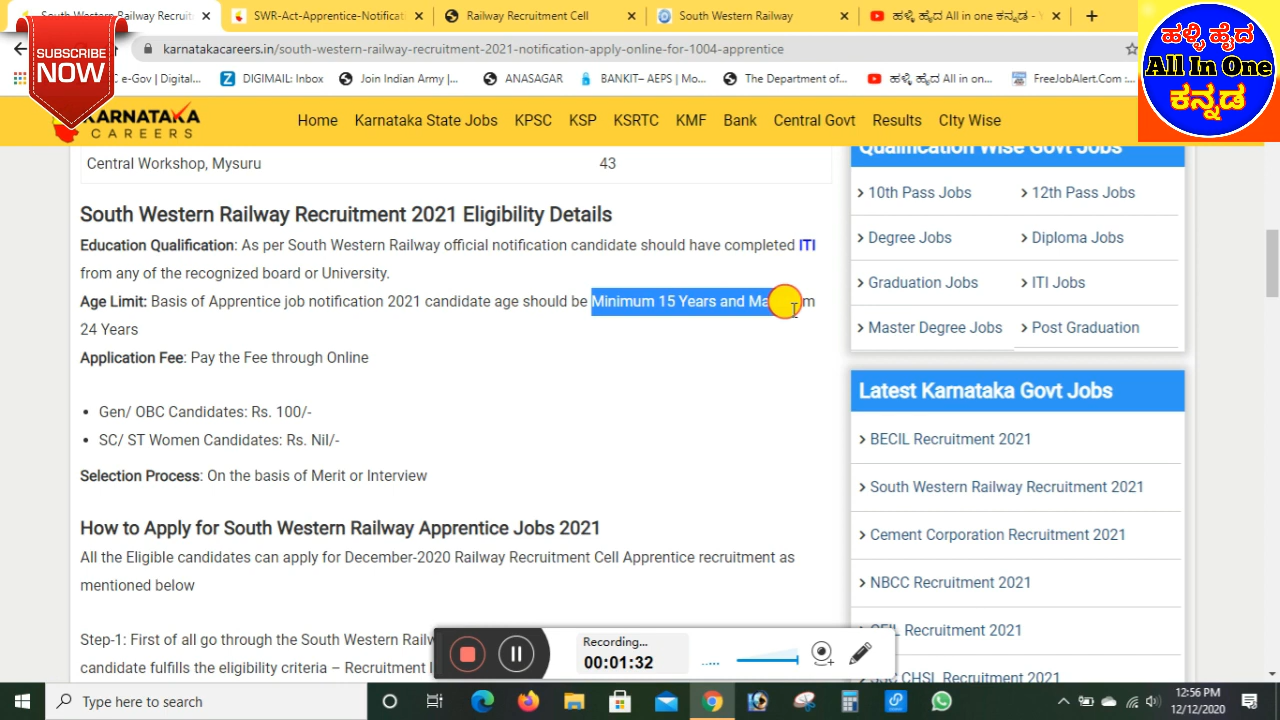 South Western Railway Recruit
SWR-Act-Apprentice-Notificat
Railway Recruitment Cell
South Western Railway
ಹಳ್ಳಿ ಹೈದ All in one ಕನ್ನಡ -
SUBSCRIBE
NOW
karnatakacareers.in/south-western-railway-recruitment-2021-notification-apply-online-for-1004-apprentice
e-Gov | Digital...
DIGIMAIL: Inbox
Join Indian Army |...
ANASAGAR
BANKIT– AEPS | Mo...
The Department of...
ಹಳ್ಳಿ ಹೈದ All in on...
FreeJobAlert.Com :...
ಹಳ್ಳಿ ಹೈದ
All In One
ಕನ್ನಡ
KARNATAKA
CAREERS
Home Karnataka State Jobs KPSC KSP KSRTC KMF Bank Central Govt Results CIty Wise
Central Workshop, Mysuru 43
South Western Railway Recruitment 2021 Eligibility Details
Education Qualification: As per South Western Railway official notification candidate should have completed ITI
from any of the recognized board or University.
Age Limit: Basis of Apprentice job notification 2021 candidate age should be Minimum 15 Years and Maximum
24 Years
Application Fee: Pay the Fee through Online
• Gen/ OBC Candidates: Rs. 100/-
• SC/ ST Women Candidates: Rs. Nil/-
Selection Process: On the basis of Merit or Interview
How to Apply for South Western Railway Apprentice Jobs 2021
All the Eligible candidates can apply for December-2020 Railway Recruitment Cell Apprentice recruitment as
mentioned below
Step-1: First of all go through the South Western Railw
candidate fulfills the eligibility criteria – Recruitment
Qualification Wise Govt Jobs
10th Pass Jobs 12th Pass Jobs
Degree Jobs Diploma Jobs
Graduation Jobs ITI Jobs
Master Degree Jobs Post Graduation
Latest Karnataka Govt Jobs
BECIL Recruitment 2021
South Western Railway Recruitment 2021
Cement Corporation Recruitment 2021
NBCC Recruitment 2021
Recruitment 2021
CHSL Recruitment 2021
Recording...
00:01:32
Type here to search
12:56 PM
12/12/2020